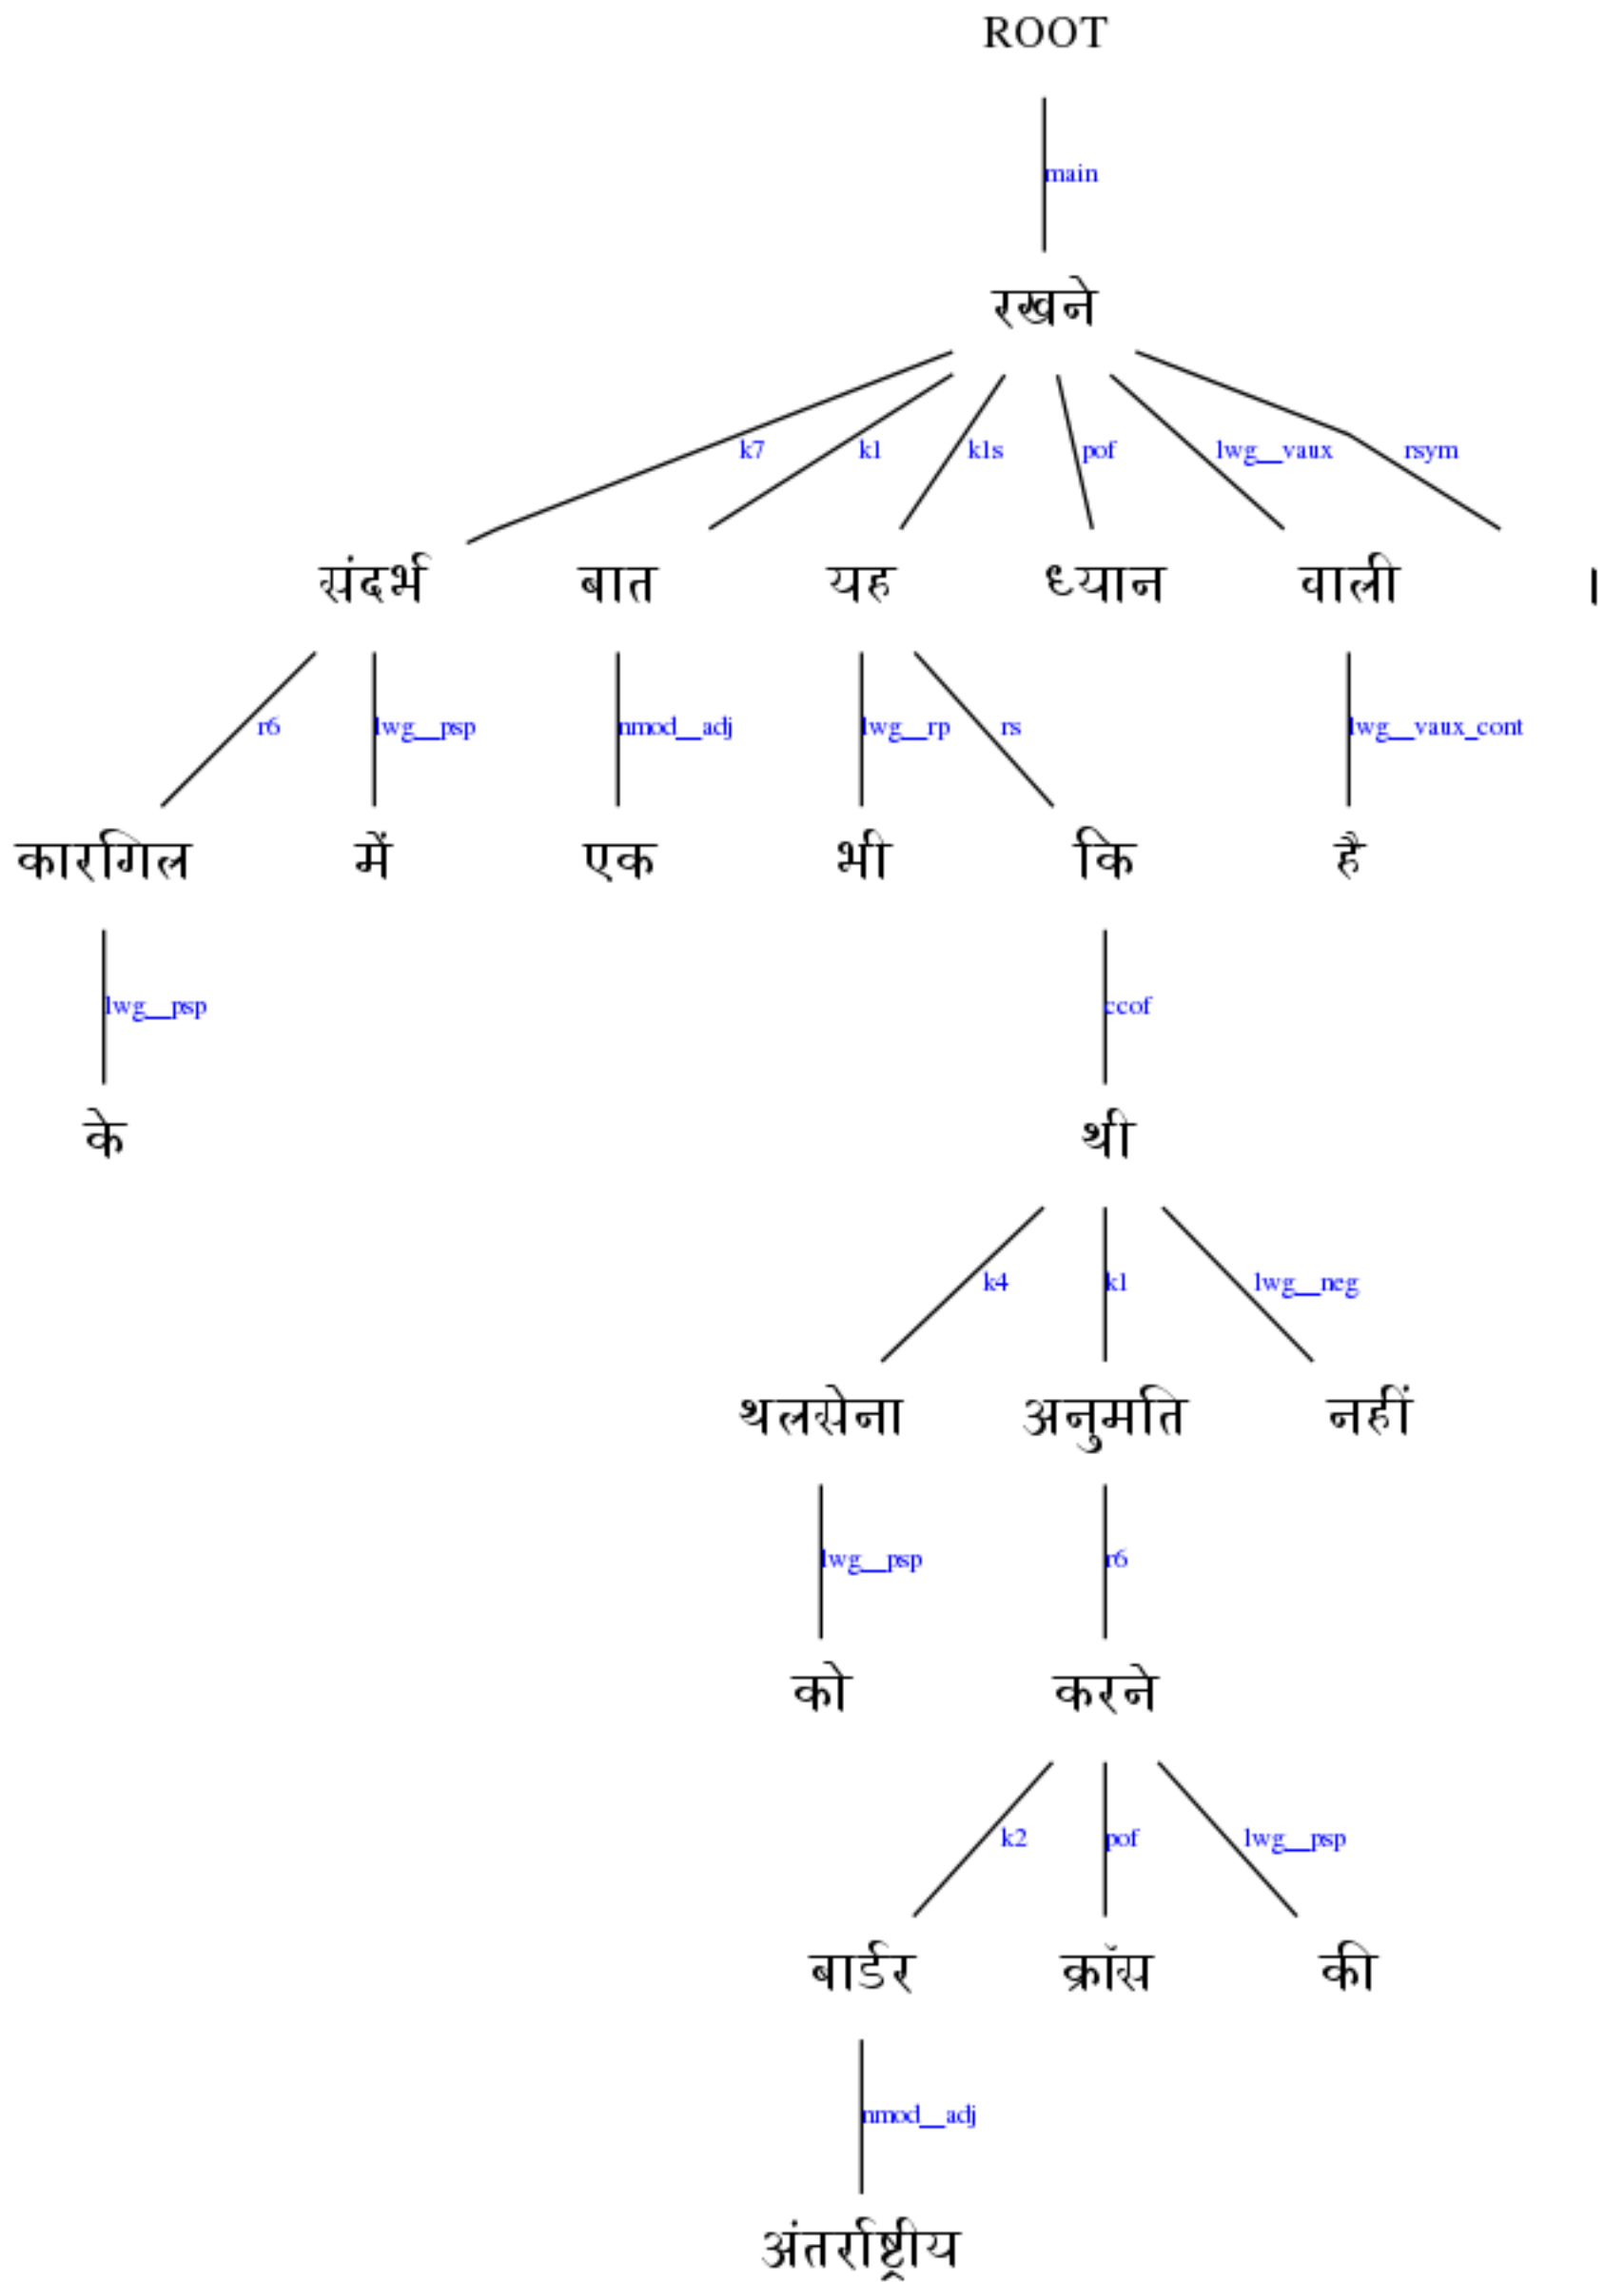 ROOT
main
रखने
k7 k1 k1s pof lwg__vaux rsym
संदर्भ बात यह ध्यान वाली ।
r6 lwg__psp nmod__adj lwg__rp rs lwg__vaux_cont
कारगिल में एक भी कि है
lwg__psp ccof
के थी
k4 k1 lwg__neg
थलसेना अनुमति नहीं
lwg__psp r6
को करने
k2 pof lwg__psp
बार्डर क्रॉस की
nmod__adj
अंतर्राष्ट्रीय